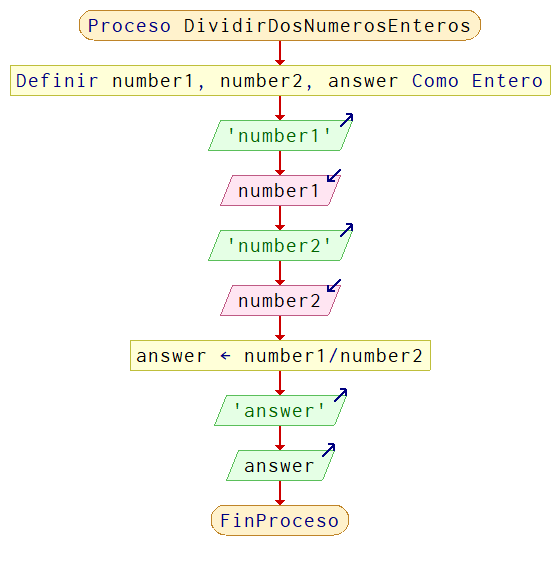 Proceso DividirDosNumerosEnteros
Definir number1, number2, answer Como Entero
'number1'
number1
'number2'
number2
answer ← number1/number2
'answer'
answer
FinProceso